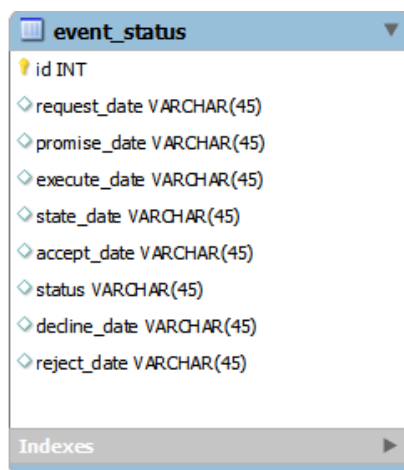 event_status
id INT
request_date VARCHAR(45)
promise_date VARCHAR(45)
execute_date VARCHAR(45)
state_date VARCHAR(45)
accept_date VARCHAR(45)
status VARCHAR(45)
decline_date VARCHAR(45)
reject_date VARCHAR(45)
Indexes